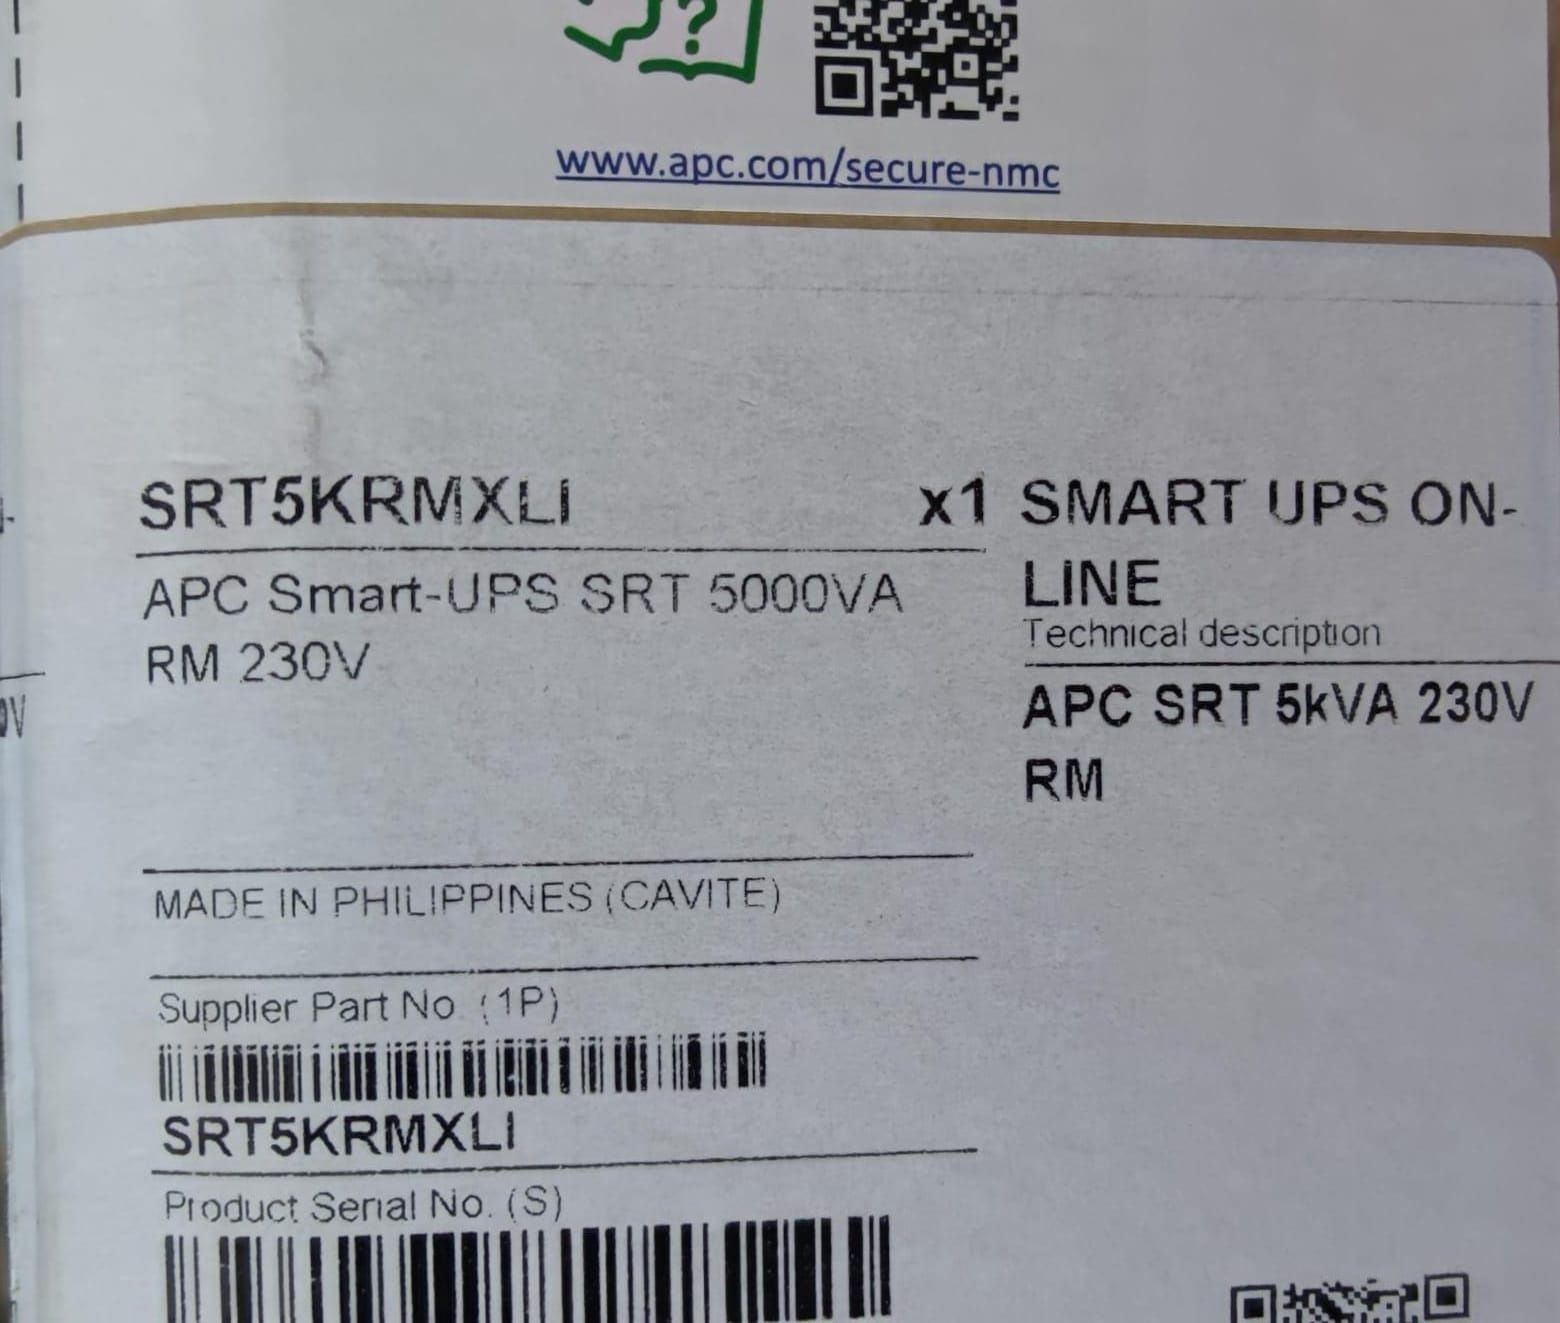 ?
www.apc.com/secure-nmc
SRT5KRMXLI x1
APC Smart-UPS SRT 5000VA
RM 230V
SMART UPS ON-
LINE
Technical description
APC SRT 5kVA 230V
RM
MADE IN PHILIPPINES (CAVITE)
Supplier Part No (1P)
SRT5KRMXLI
Product Serial No. (S)